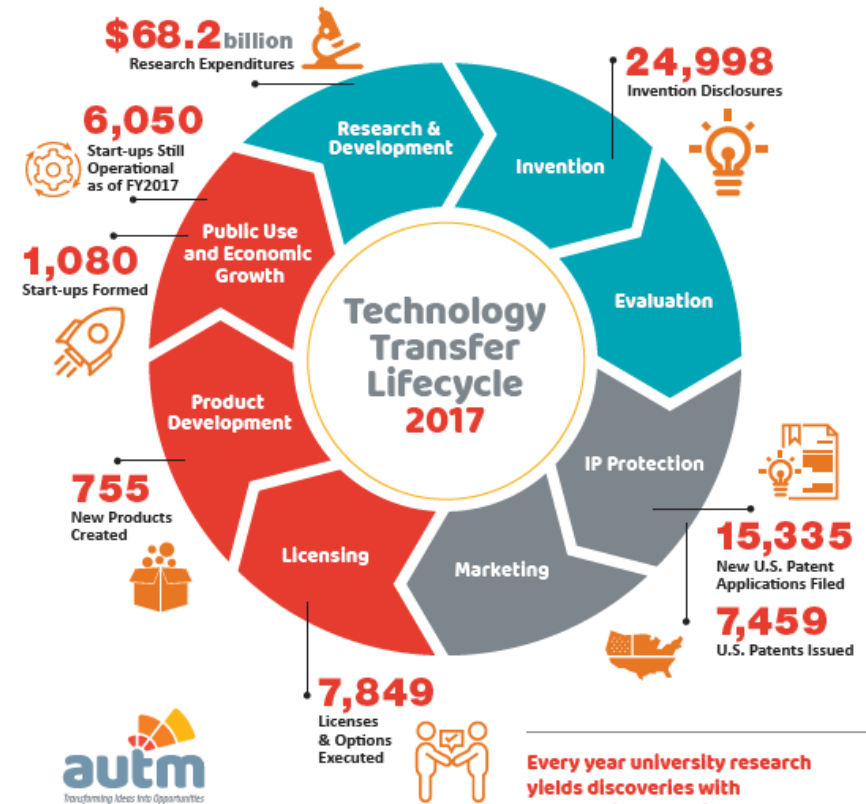 $68.2 billion
Research Expenditures
24,998
Invention Disclosures
6,050
Start-ups Still
Operational
as of FY2017
1,080
Start-ups Formed
Research &
Development
Invention
Evaluation
Public Use
and Economic
Growth
Technology
Transfer
Lifecycle
2017
Product
Development
IP Protection
755
New Products
Created
Licensing
Marketing
15,335
New U.S. Patent
Applications Filed
7,459
U.S. Patents Issued
7,849
Licenses
& Options
Executed
autm
Transforming Ideas Into Opportunities
Every year university research
yields discoveries with